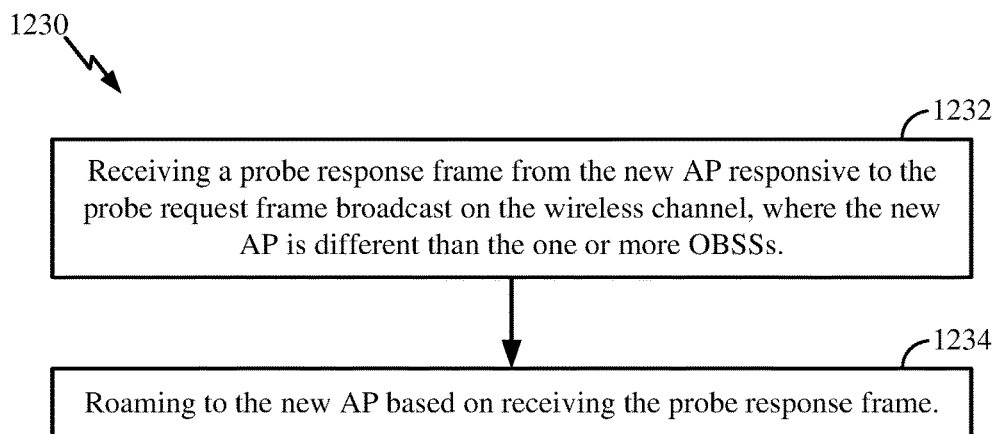 1230
1232
Receiving a probe response frame from the new AP responsive to the
probe request frame broadcast on the wireless channel, where the new
AP is different than the one or more OBSSs.
1234
Roaming to the new AP based on receiving the probe response frame.